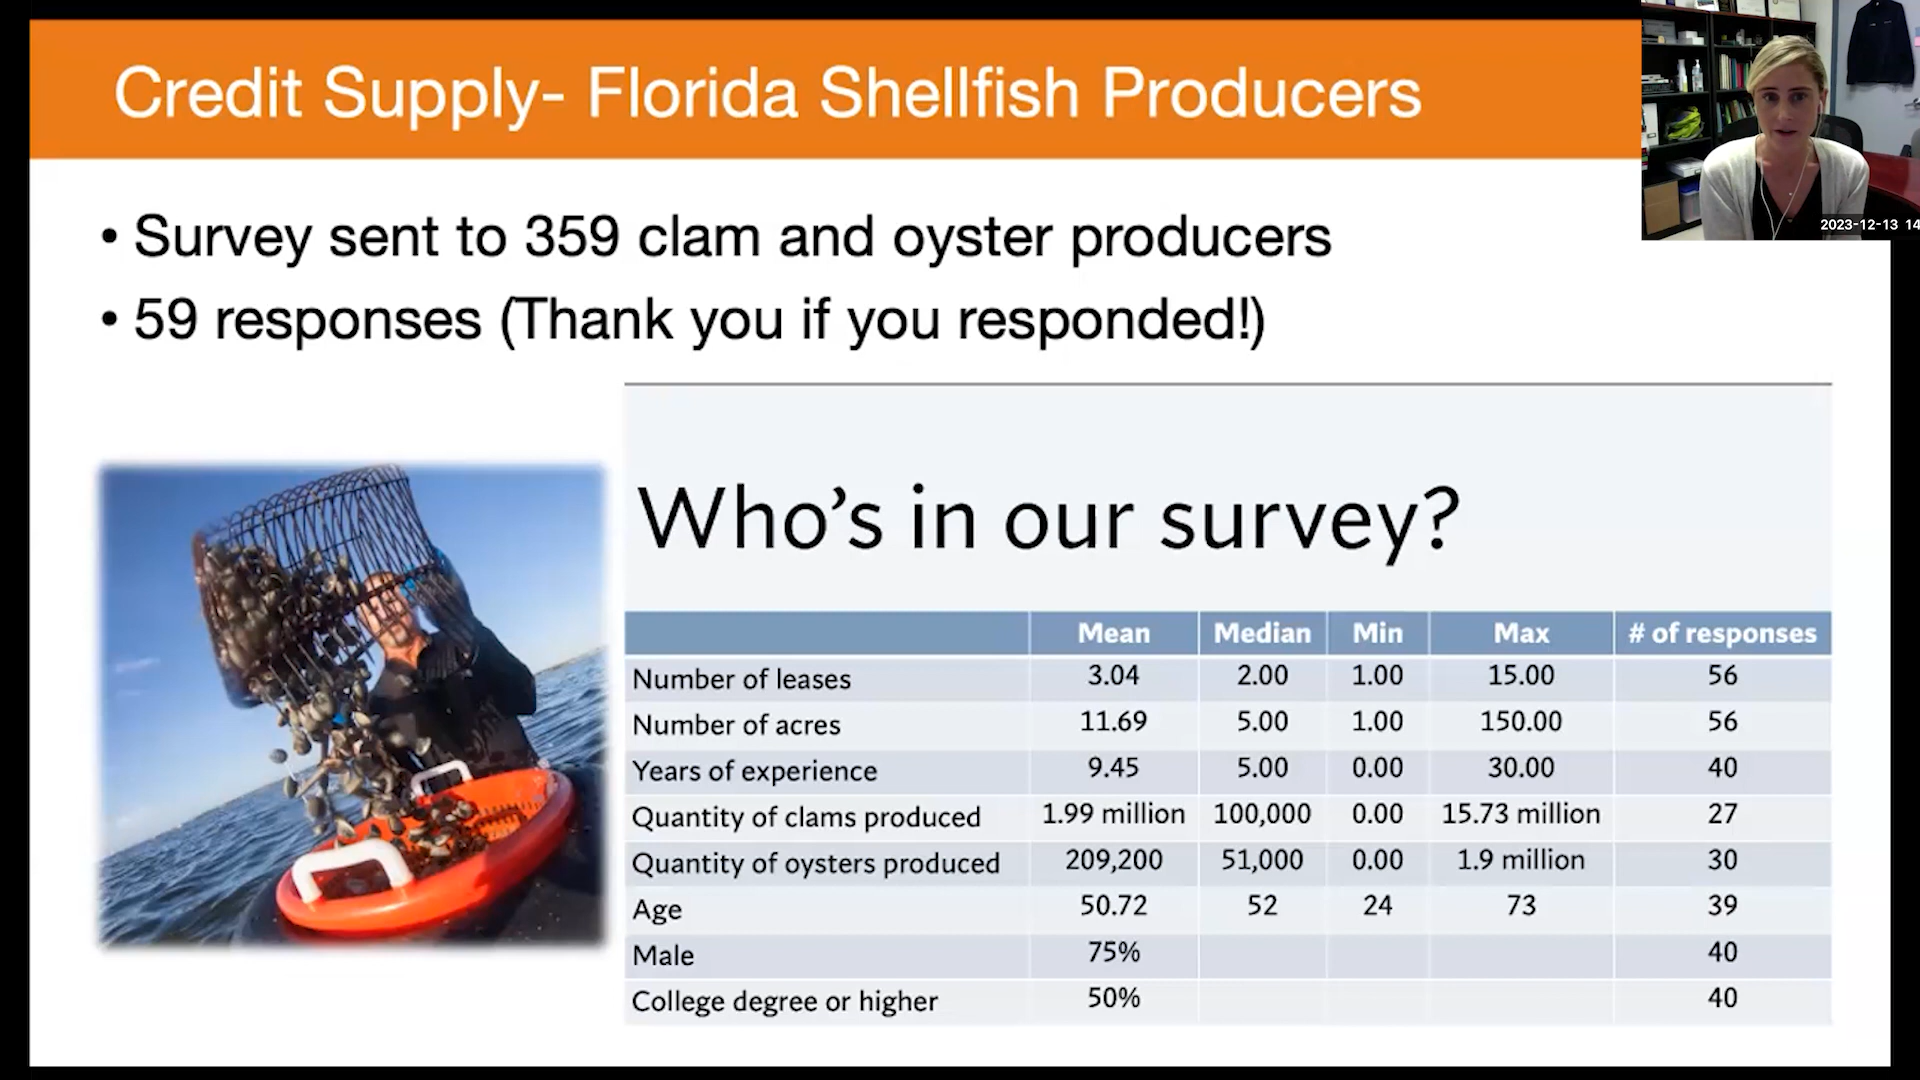 Credit Supply- Florida Shellfish Producers
2023-12-13 14
• Survey sent to 359 clam and oyster producers
• 59 responses (Thank you if you responded!)
Who's in our survey?
Mean Median Min Max # of responses
Number of leases 3.04 2.00 1.00 15.00 56
Number of acres 11.69 5.00 1.00 150.00 56
Years of experience 9.45 5.00 0.00 30.00 40
Quantity of clams produced 1.99 million 100,000 0.00 15.73 million 27
Quantity of oysters produced 209,200 51,000 0.00 1.9 million 30
Age 50.72 52 24 73 39
Male 75% 40
College degree or higher 50% 40